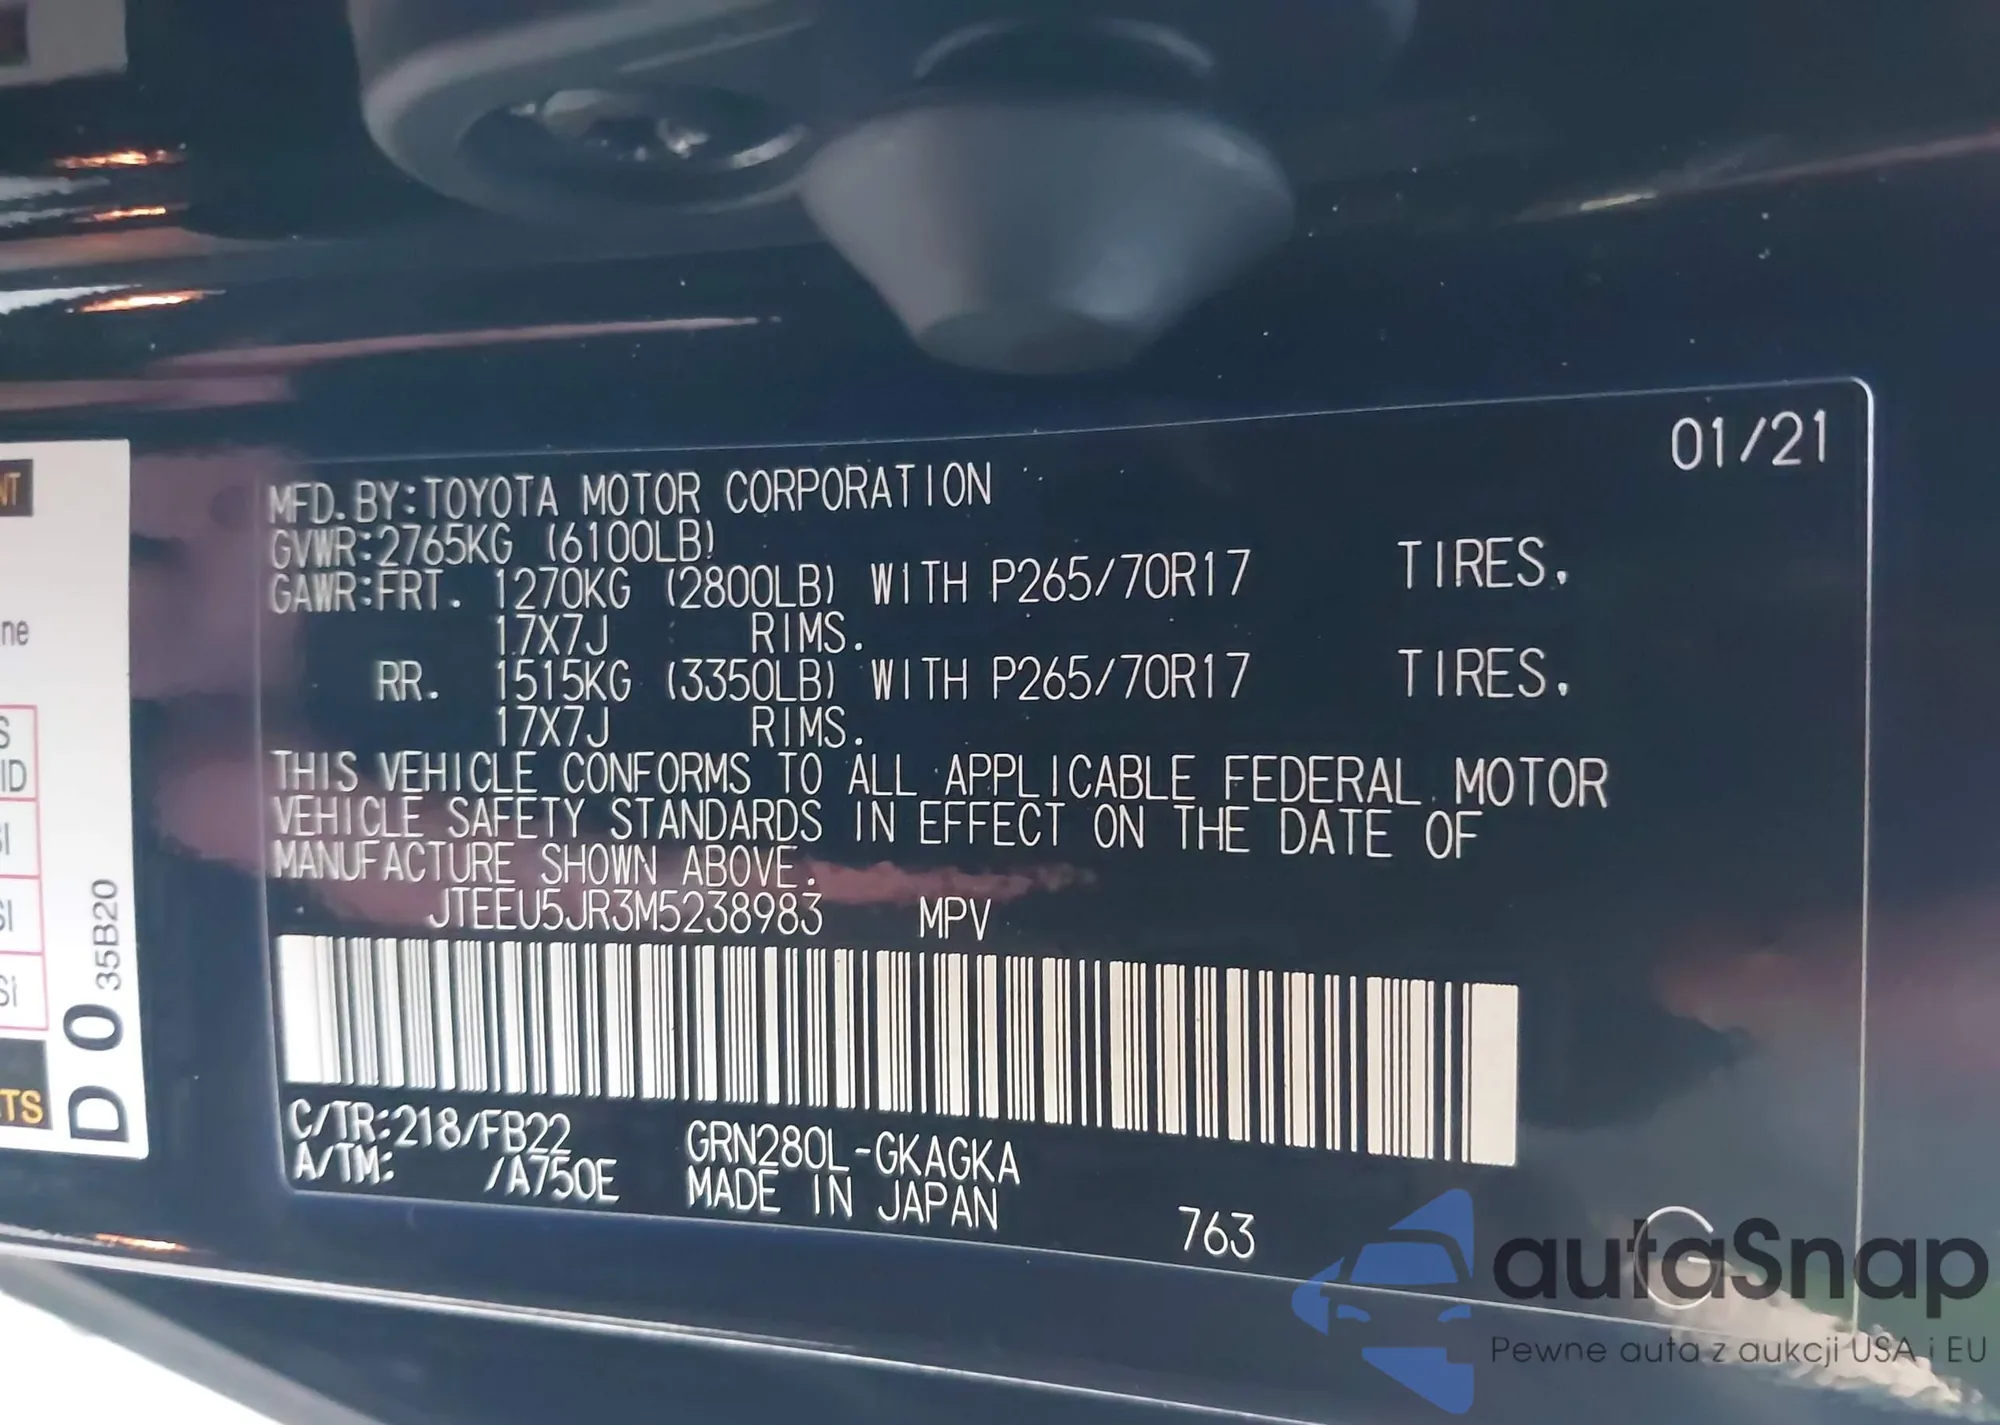 01/21
MFD. BY:TOYOTA MOTOR CORPORATION
GVWR:2765KG (6100LB)
GAWR:FRT. 1270KG (2800LB) WITH P265/70R17 TIRES.
17X7J RIMS.
RR. 1515KG (3350LB) WITH P265/70R17 TIRES.
17X7J RIMS.
THIS VEHICLE CONFORMS TO ALL APPLICABLE FEDERAL MOTOR
VEHICLE SAFETY STANDARDS IN EFFECT ON THE DATE OF
MANUFACTURE SHOWN ABOVE.
JTEEU5JR3M5238983 MPV
C/TR:218/FB22 GRN280L-GKAGKA
A/TM: /A750E MADE IN JAPAN
763
G
D 0 35B20
autaSnap
Pewne auta z aukcji USA i EU